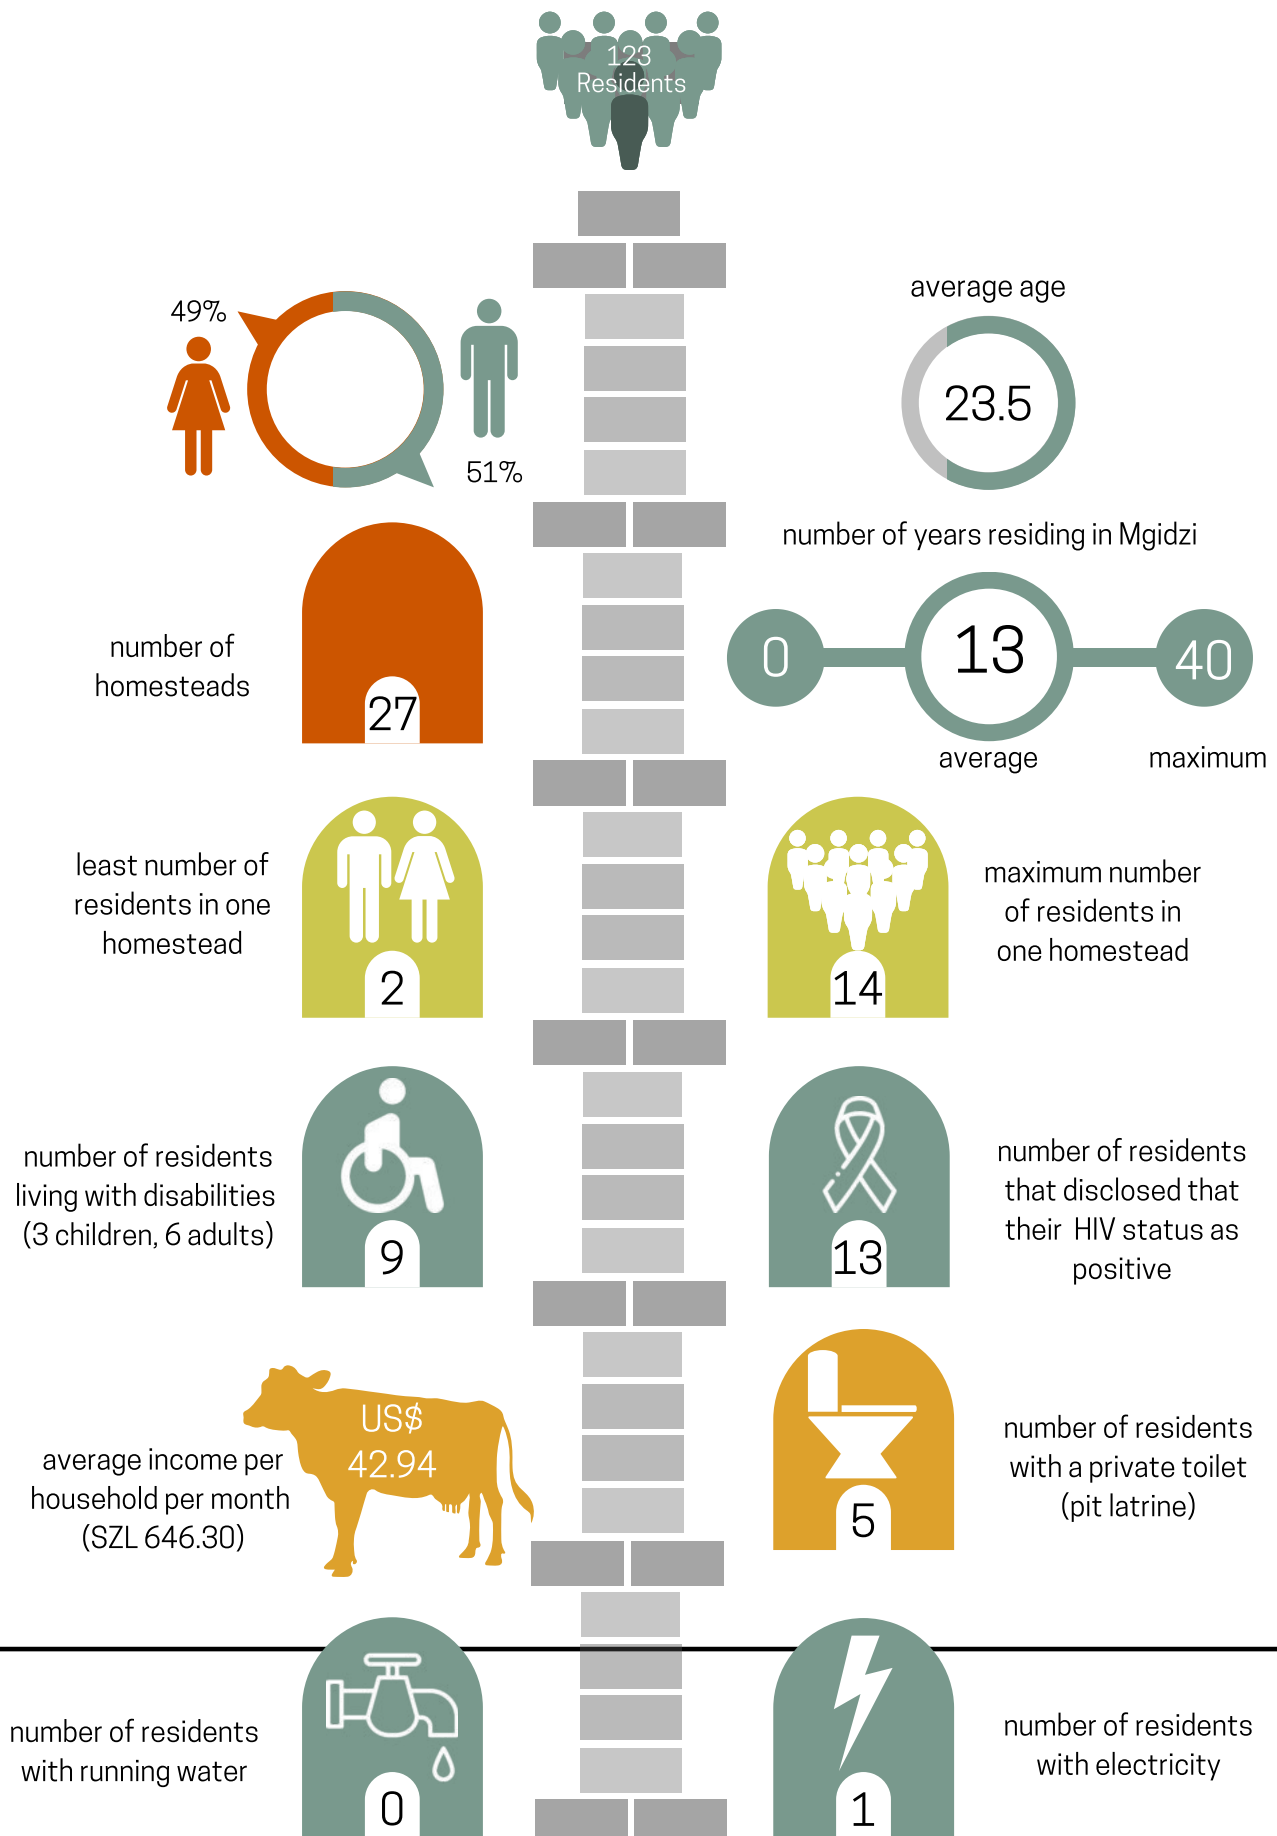 123
Residents
49%
51%
average age
23.5
number of years residing in Mgidzi
0
13
40
average
maximum
number of
homesteads
27
least number of
residents in one
homestead
2
maximum number
of residents in
one homestead
14
number of residents
living with disabilities
(3 children, 6 adults)
9
number of residents
that disclosed that
their HIV status as
positive
13
average income per
household per month
(SZL 646.30)
US$
42.94
number of residents
with a private toilet
(pit latrine)
5
number of residents
with running water
0
number of residents
with electricity
1